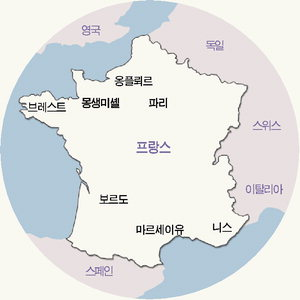 영국
독일
옹플뢰르
브레스트
몽생미셸
파리
스위스
프랑스
이탈리아
보르도
마르세이유
니스
스페인